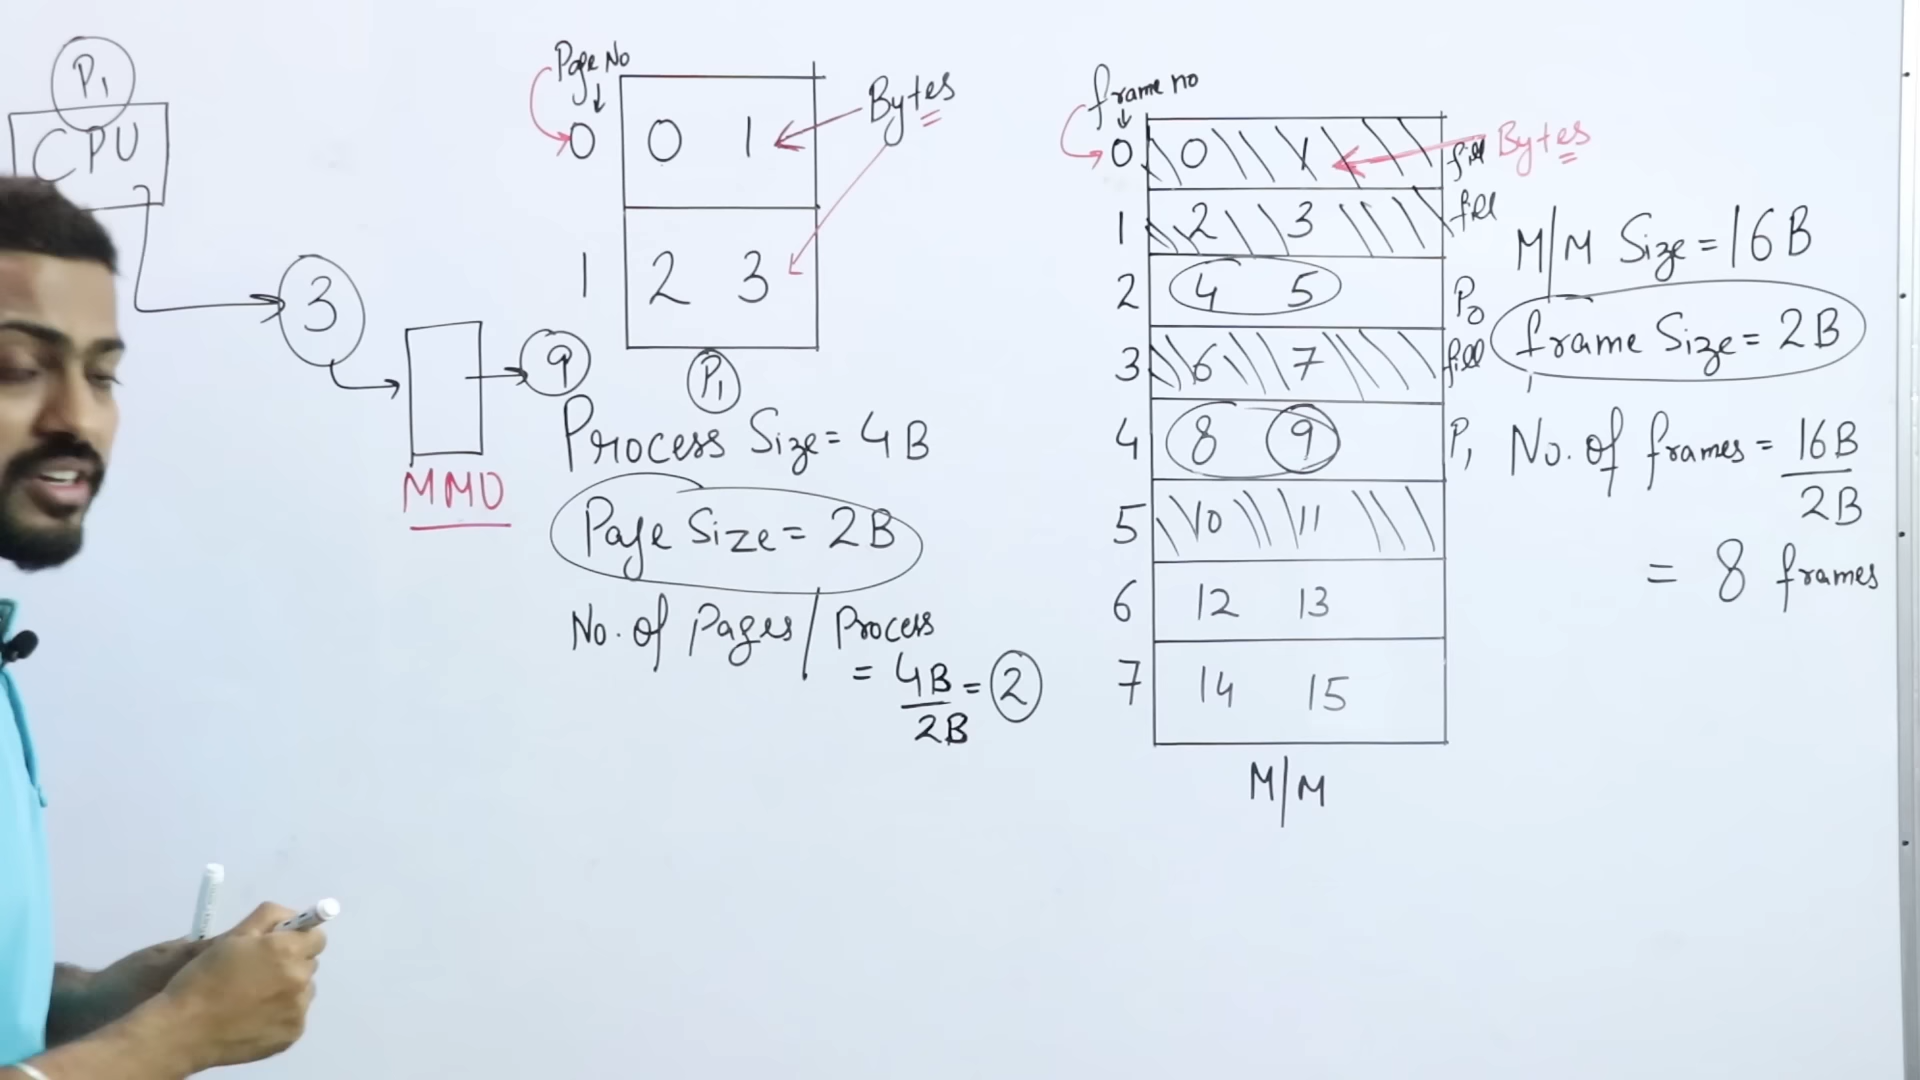 P1
CPU
3
9
MMU
Page No
0 0 1
Bytes
1 2 3
P1
Process Size = 4B
Page Size = 2B
No. of Pages / Process
= 4B = 2
2B
frame no
0 0 1 fill
Bytes
1 2 3 fill
2 4 5 P0
3 6 7 fill
4 8 9 P1
5 10 11
6 12 13
7 14 15
M/M
M/M Size = 16B
frame Size = 2B
No. of frames = 16B
2B
= 8 frames